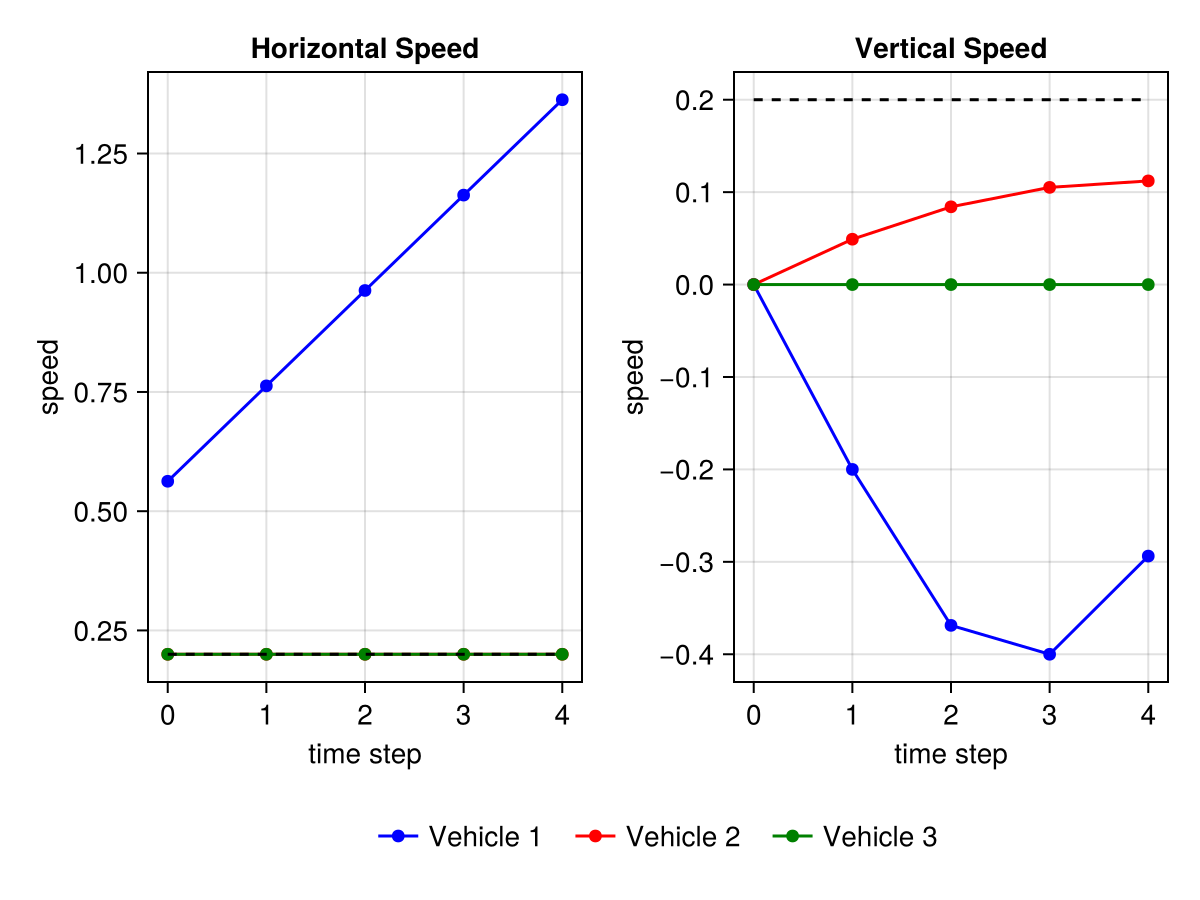 Horizontal Speed
speed
1.25
1.00
0.75
0.50
0.25
0 1 2 3 4
time step
Vertical Speed
speed
0.2
0.1
0.0
−0.1
−0.2
−0.3
−0.4
0 1 2 3 4
time step
Vehicle 1 Vehicle 2 Vehicle 3